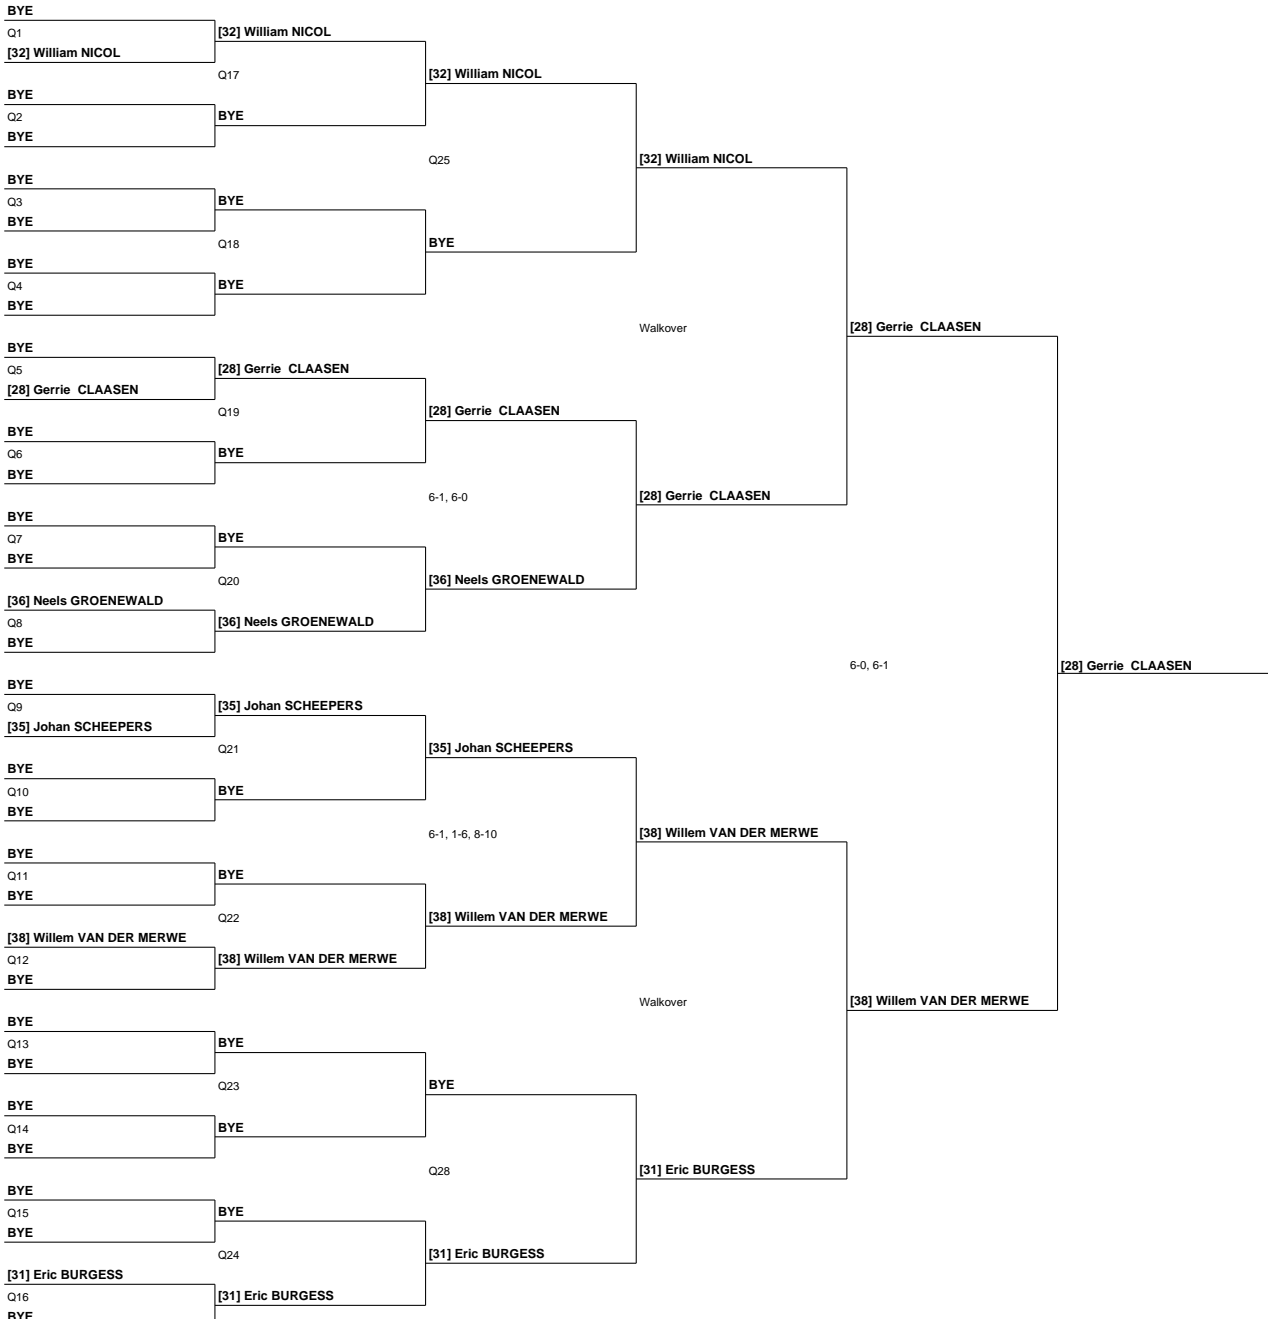 BYE
Q1
[32] William NICOL
[32] William NICOL
Q17
[32] William NICOL
BYE
Q2
BYE
BYE
Q25
[32] William NICOL
BYE
Q3
BYE
BYE
Q18
BYE
BYE
Q4
BYE
BYE
Walkover
[28] Gerrie CLAASEN
BYE
Q5
[28] Gerrie CLAASEN
[28] Gerrie CLAASEN
Q19
[28] Gerrie CLAASEN
BYE
Q6
BYE
BYE
6-1, 6-0
[28] Gerrie CLAASEN
BYE
Q7
BYE
BYE
Q20
[36] Neels GROENEWALD
[36] Neels GROENEWALD
Q8
[36] Neels GROENEWALD
BYE
6-0, 6-1
[28] Gerrie CLAASEN
BYE
Q9
[35] Johan SCHEEPERS
[35] Johan SCHEEPERS
Q21
[35] Johan SCHEEPERS
BYE
Q10
BYE
BYE
6-1, 1-6, 8-10
[38] Willem VAN DER MERWE
BYE
Q11
BYE
BYE
Q22
[38] Willem VAN DER MERWE
[38] Willem VAN DER MERWE
Q12
[38] Willem VAN DER MERWE
BYE
Walkover
[38] Willem VAN DER MERWE
BYE
Q13
BYE
BYE
Q23
BYE
BYE
Q14
BYE
BYE
Q28
[31] Eric BURGESS
BYE
Q15
BYE
BYE
Q24
[31] Eric BURGESS
[31] Eric BURGESS
Q16
[31] Eric BURGESS
BYE